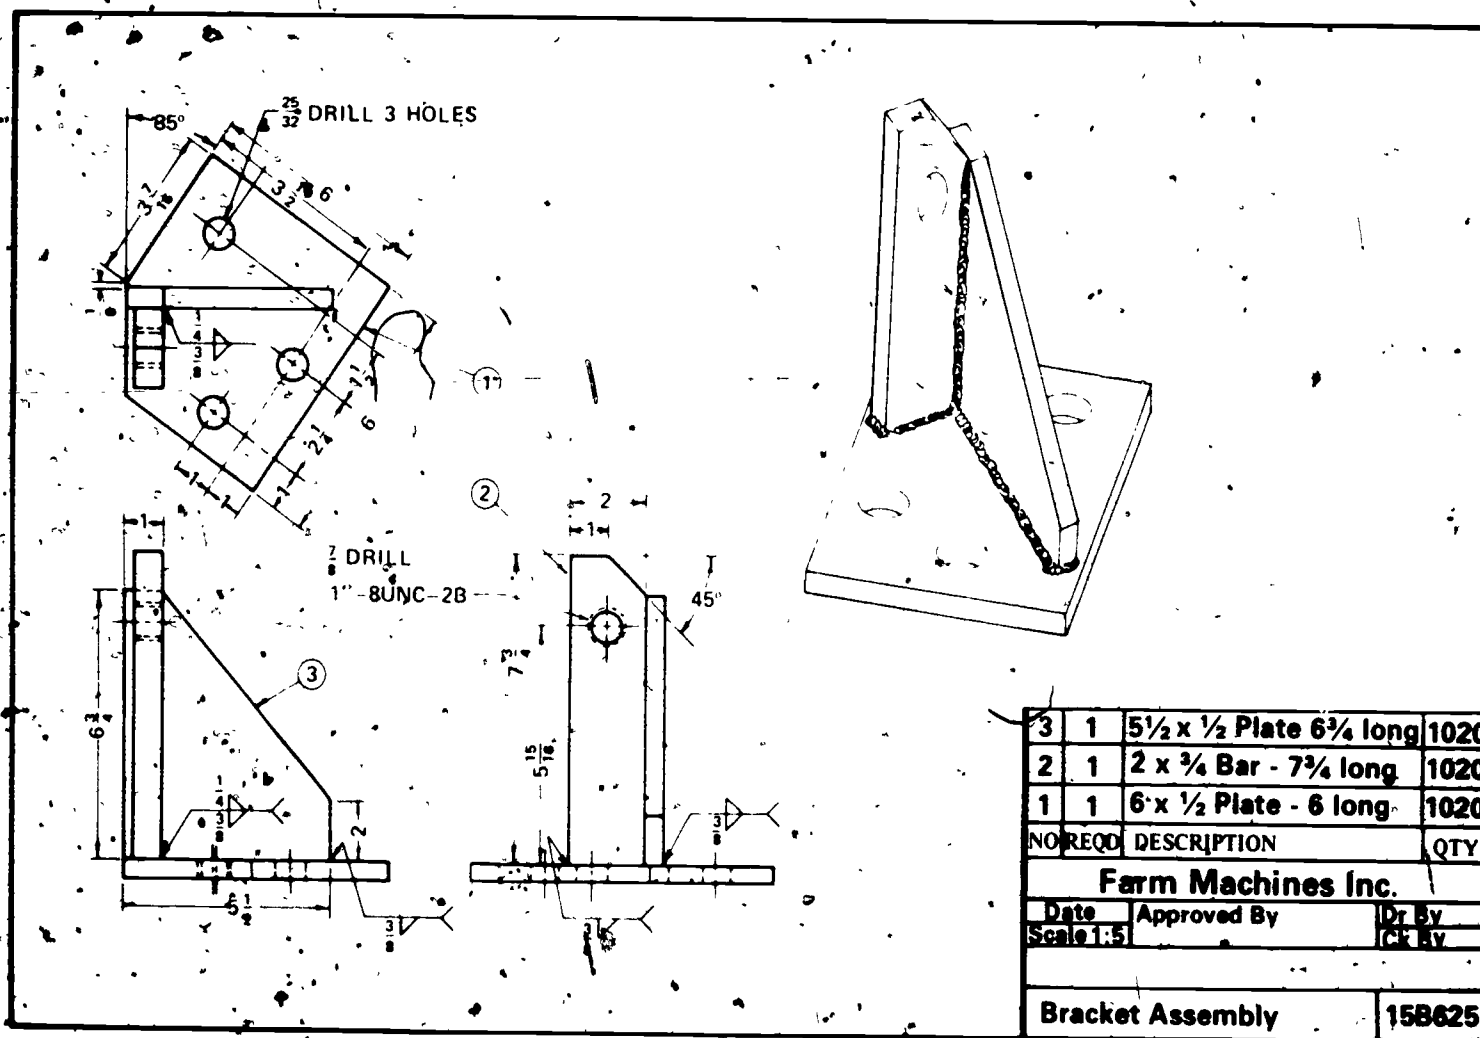 25/32 DRILL 3 HOLES
85°
3 7/16
3 1/2
6
1/8
1/4
3/8
1
1 1/2
6
2 1/4
1
1
1
2
2
1
1
7/8 DRILL
1"-8UNC-2B
45°
7 3/4
3
6 3/4
5 15/16
1/4
3/8
2
3/8
5 1/2
3/8
3/8
3 1 5½ x ½ Plate 6¾ long 1020
2 1 2 x ¾ Bar - 7¾ long 1020
1 1 6 x ½ Plate - 6 long 1020
NO REQD DESCRIPTION QTY
Farm Machines Inc.
Date Approved By Dr By
Scale 1:5 Ck By
Bracket Assembly 15B625